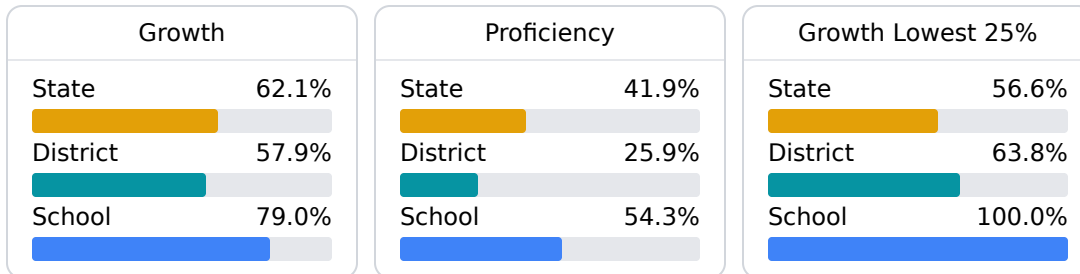 Growth
State 62.1%
District 57.9%
School 79.0%
Proficiency
State 41.9%
District 25.9%
School 54.3%
Growth Lowest 25%
State 56.6%
District 63.8%
School 100.0%